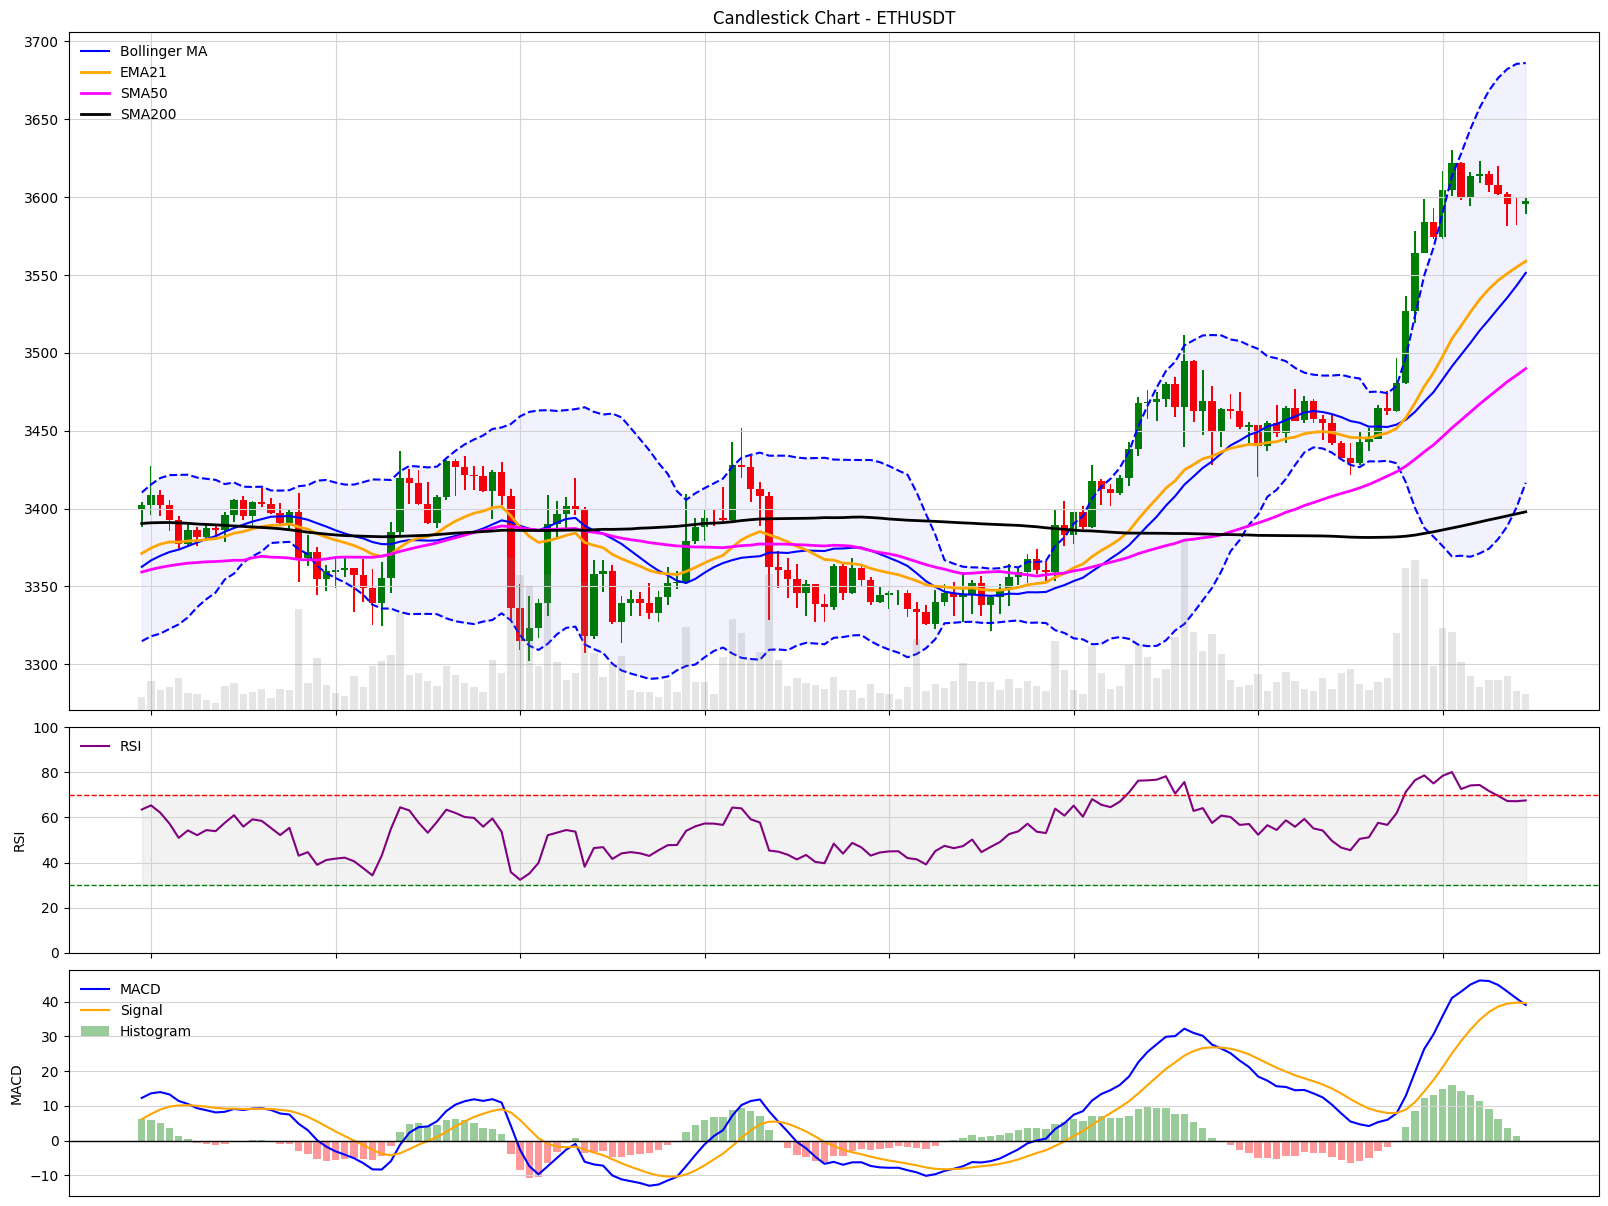 Candlestick Chart - ETHUSDT
Bollinger MA
EMA21
SMA50
SMA200
3700
3650
3600
3550
3500
3450
3400
3350
3300
RSI
RSI
100
80
60
40
20
0
MACD
MACD
Signal
Histogram
40
30
20
10
0
−10